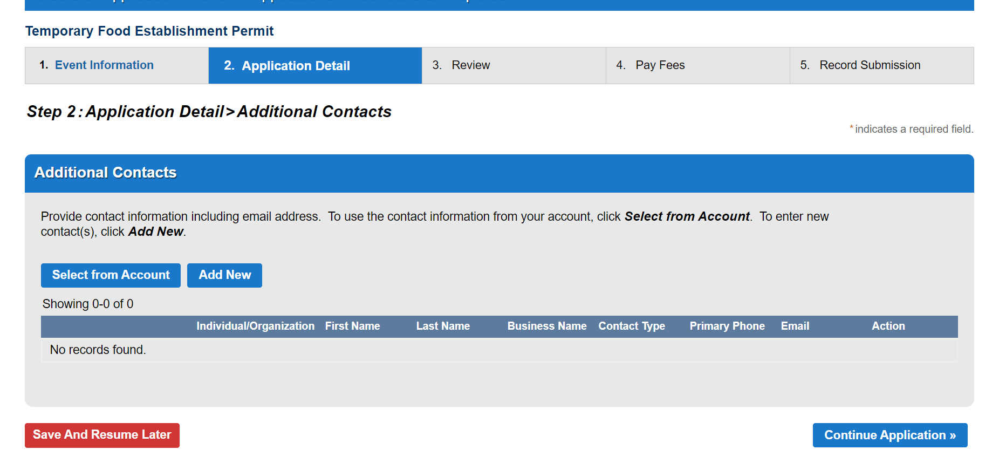 Temporary Food Establishment Permit
1. Event Information
2. Application Detail
3. Review
4. Pay Fees
5. Record Submission
Step 2:Application Detail>Additional Contacts
*indicates a required field.
Additional Contacts
Provide contact information including email address. To use the contact information from your account, click Select from Account. To enter new
contact(s), click Add New.
Select from Account
Add New
Showing 0-0 of 0
Individual/Organization First Name Last Name Business Name Contact Type Primary Phone Email Action
No records found.
Save And Resume Later
Continue Application »